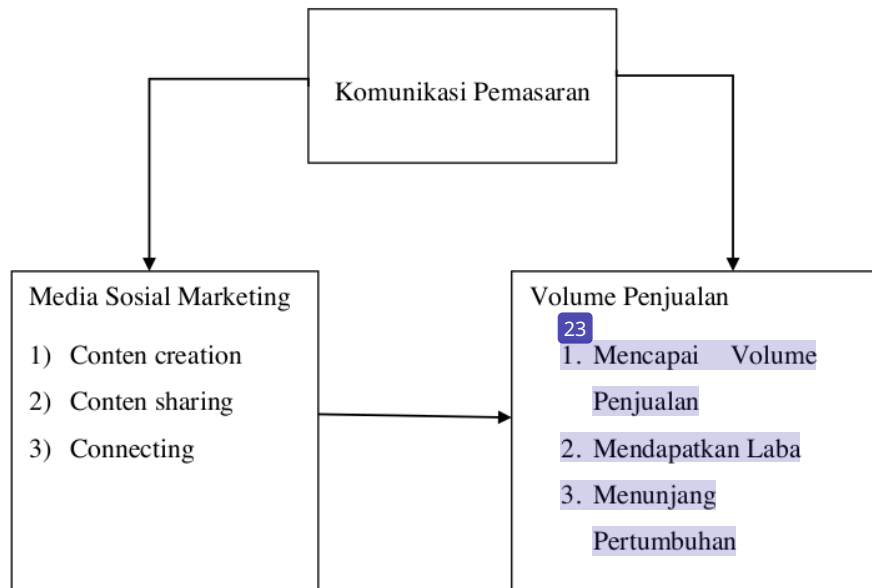 Komunikasi Pemasaran
Media Sosial Marketing
1) Conten creation
2) Conten sharing
3) Connecting
Volume Penjualan
23
1. Mencapai Volume
Penjualan
2. Mendapatkan Laba
3. Menunjang
Pertumbuhan